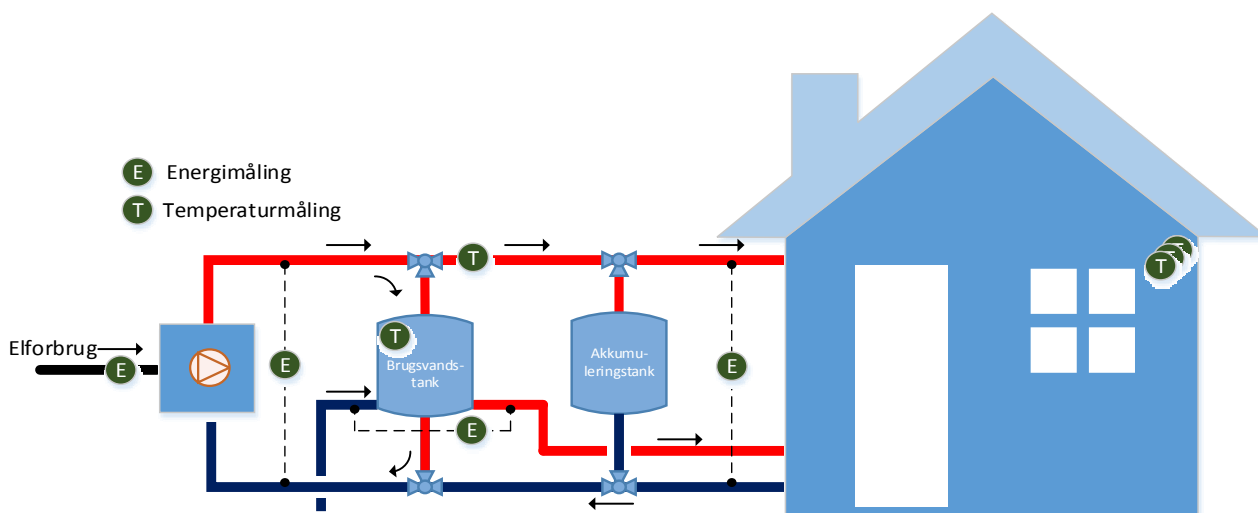 E Energimåling
T Temperaturmåling
T
T
T
T
Elforbrug
E
E
T
Brugsvands-
tank
Akkumu-
leringstank
E
E